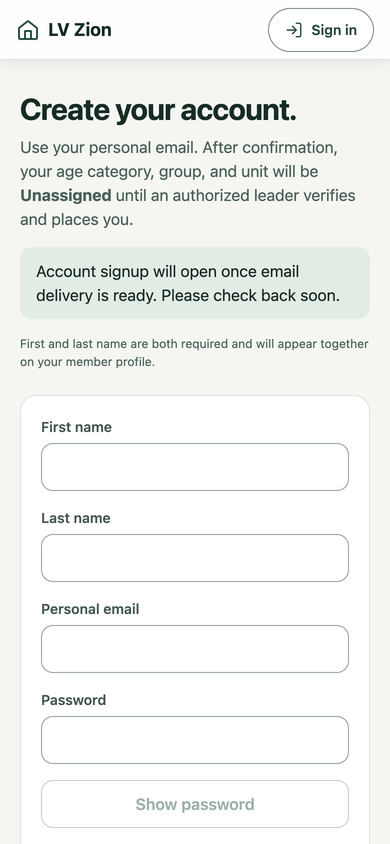 LV Zion
Sign in
Create your account.
Use your personal email. After confirmation,
your age category, group, and unit will be
Unassigned until an authorized leader verifies
and places you.
Account signup will open once email
delivery is ready. Please check back soon.
First and last name are both required and will appear together
on your member profile.
First name
Last name
Personal email
Password
Show password